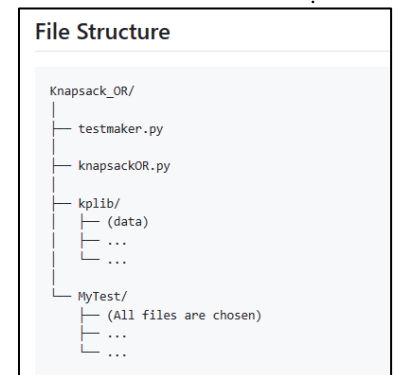 File Structure
Knapsack_OR/
│
├── testmaker.py
│
├── knapsackOR.py
│
├── kplib/
│   ├── (data)
│   ├── ...
│   └── ...
│
└── MyTest/
    ├── (All files are chosen)
    ├── ...
    └── ...